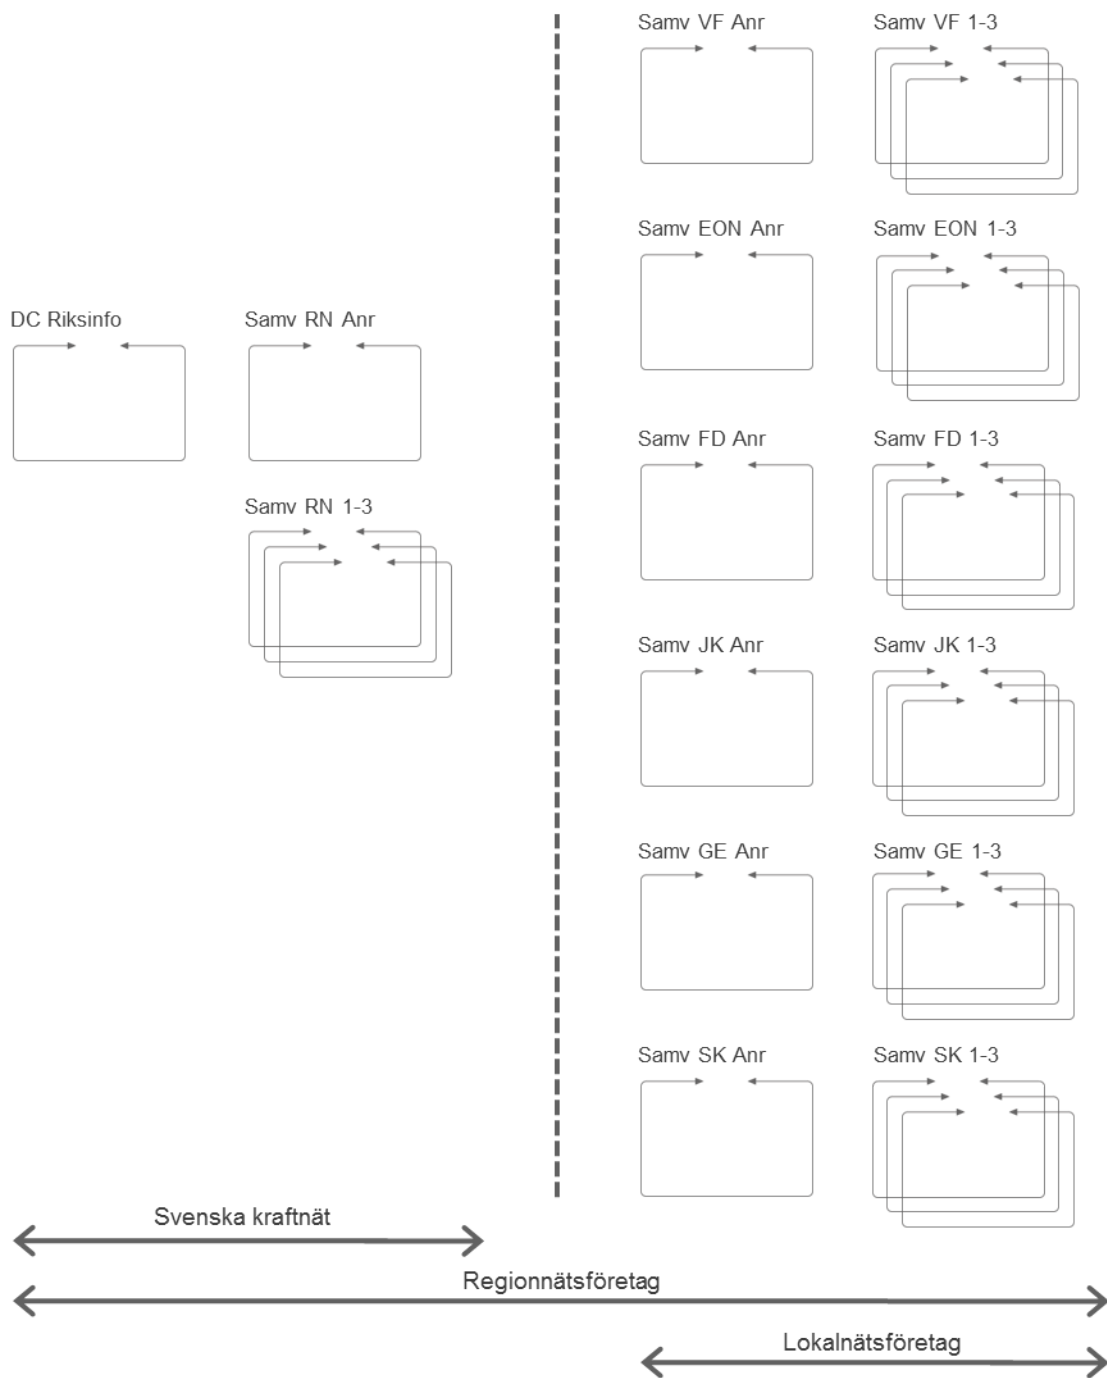 Samv VF Anr
Samv VF 1-3
Samv EON Anr
Samv EON 1-3
DC Riksinfo
Samv RN Anr
Samv FD Anr
Samv FD 1-3
Samv RN 1-3
Samv JK Anr
Samv JK 1-3
Samv GE Anr
Samv GE 1-3
Samv SK Anr
Samv SK 1-3
Svenska kraftnät
Regionnätsföretag
Lokalnätsföretag